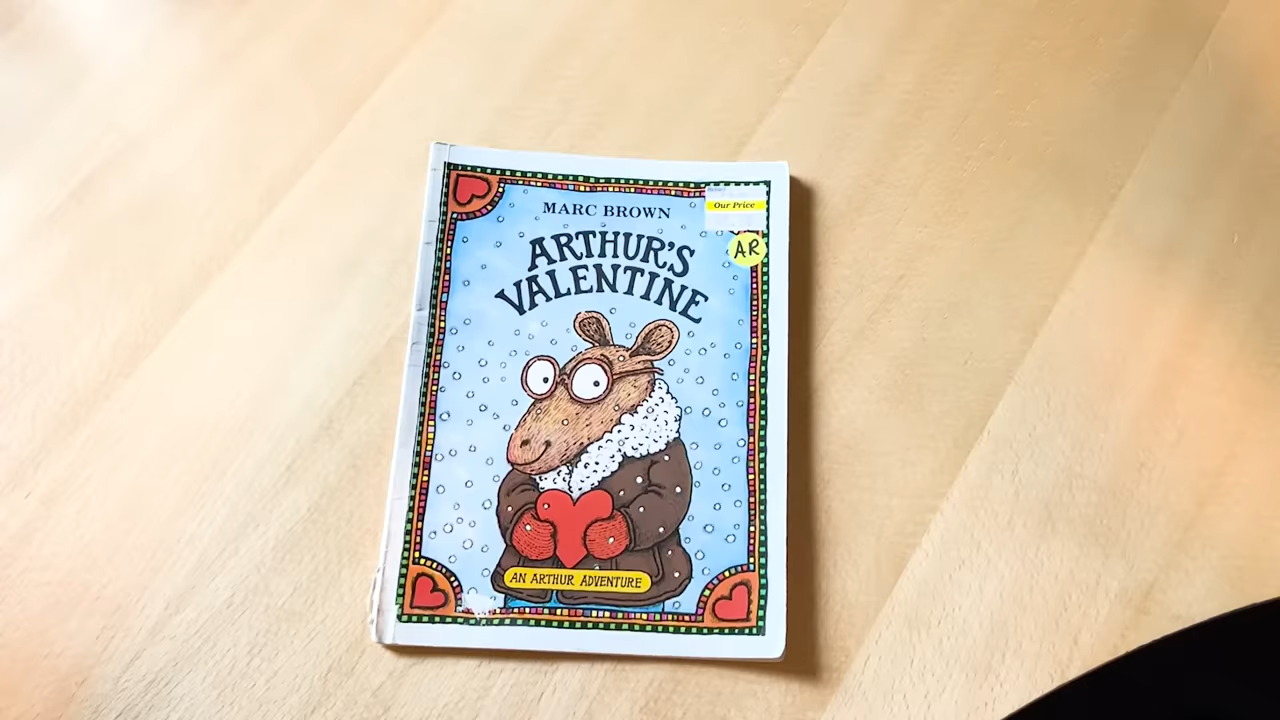 MARC BROWN
Our Price
ARTHUR'S
VALENTINE
AR
AN ARTHUR ADVENTURE